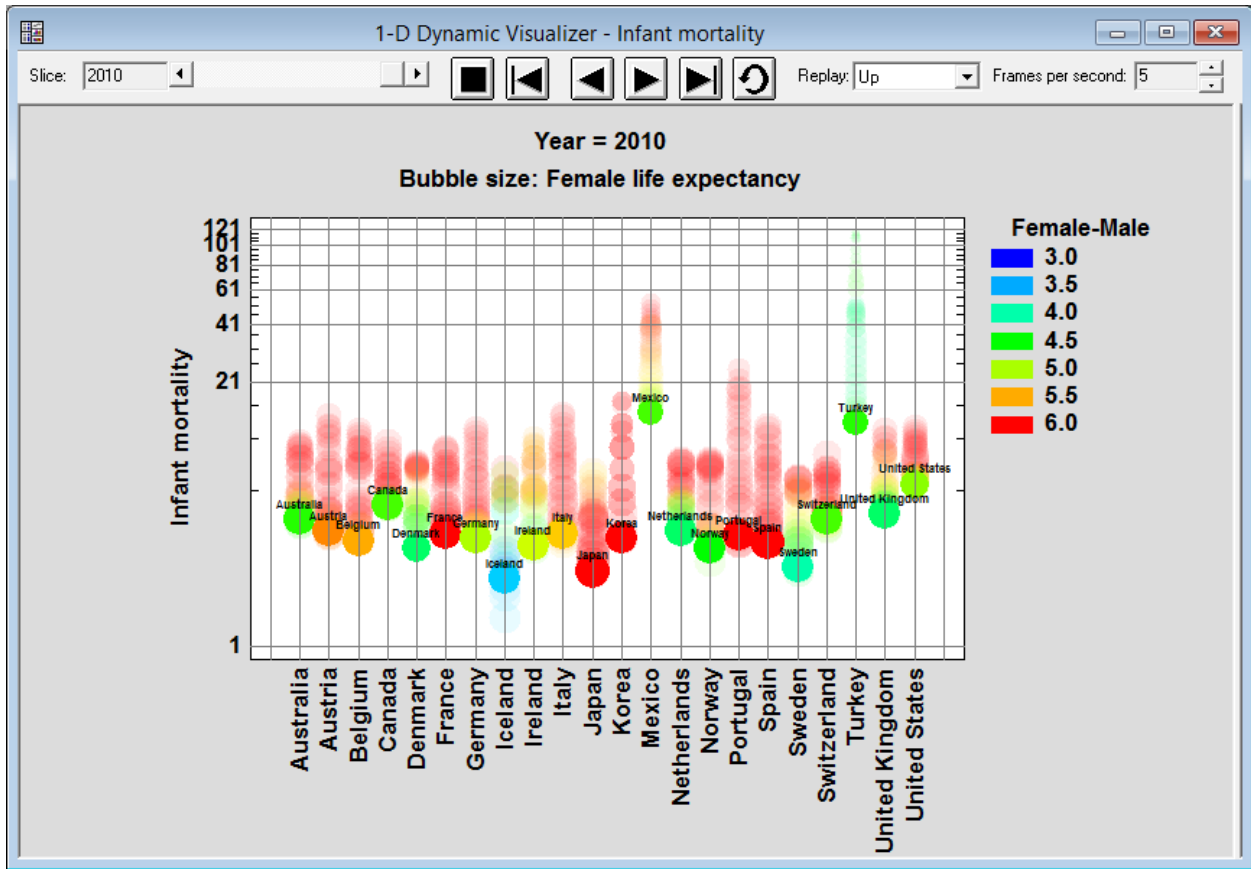 1-D Dynamic Visualizer - Infant mortality
Slice: 2010 Replay: Up Frames per second: 5
Year = 2010
Bubble size: Female life expectancy
Infant mortality
121
101
81
61
41
21
1
Mexico
Turkey
United States
Canada
Australia
United Kingdom
Switzerland
Netherlands
Austria
France
Italy
Korea
Portugal
Belgium
Germany
Spain
Ireland
Denmark
Norway
Sweden
Japan
Iceland
Female-Male
3.0
3.5
4.0
4.5
5.0
5.5
6.0
Australia
Austria
Belgium
Canada
Denmark
France
Germany
Iceland
Ireland
Italy
Japan
Korea
Mexico
Netherlands
Norway
Portugal
Spain
Sweden
Switzerland
Turkey
United Kingdom
United States